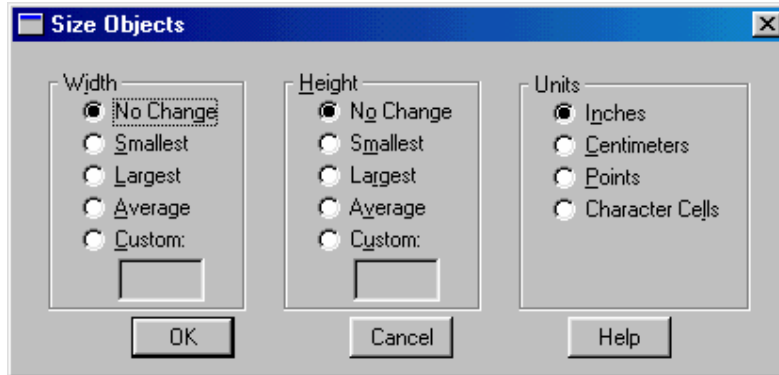 Size Objects
Width
No Change
Smallest
Largest
Average
Custom:
Height
No Change
Smallest
Largest
Average
Custom:
Units
Inches
Centimeters
Points
Character Cells
OK
Cancel
Help